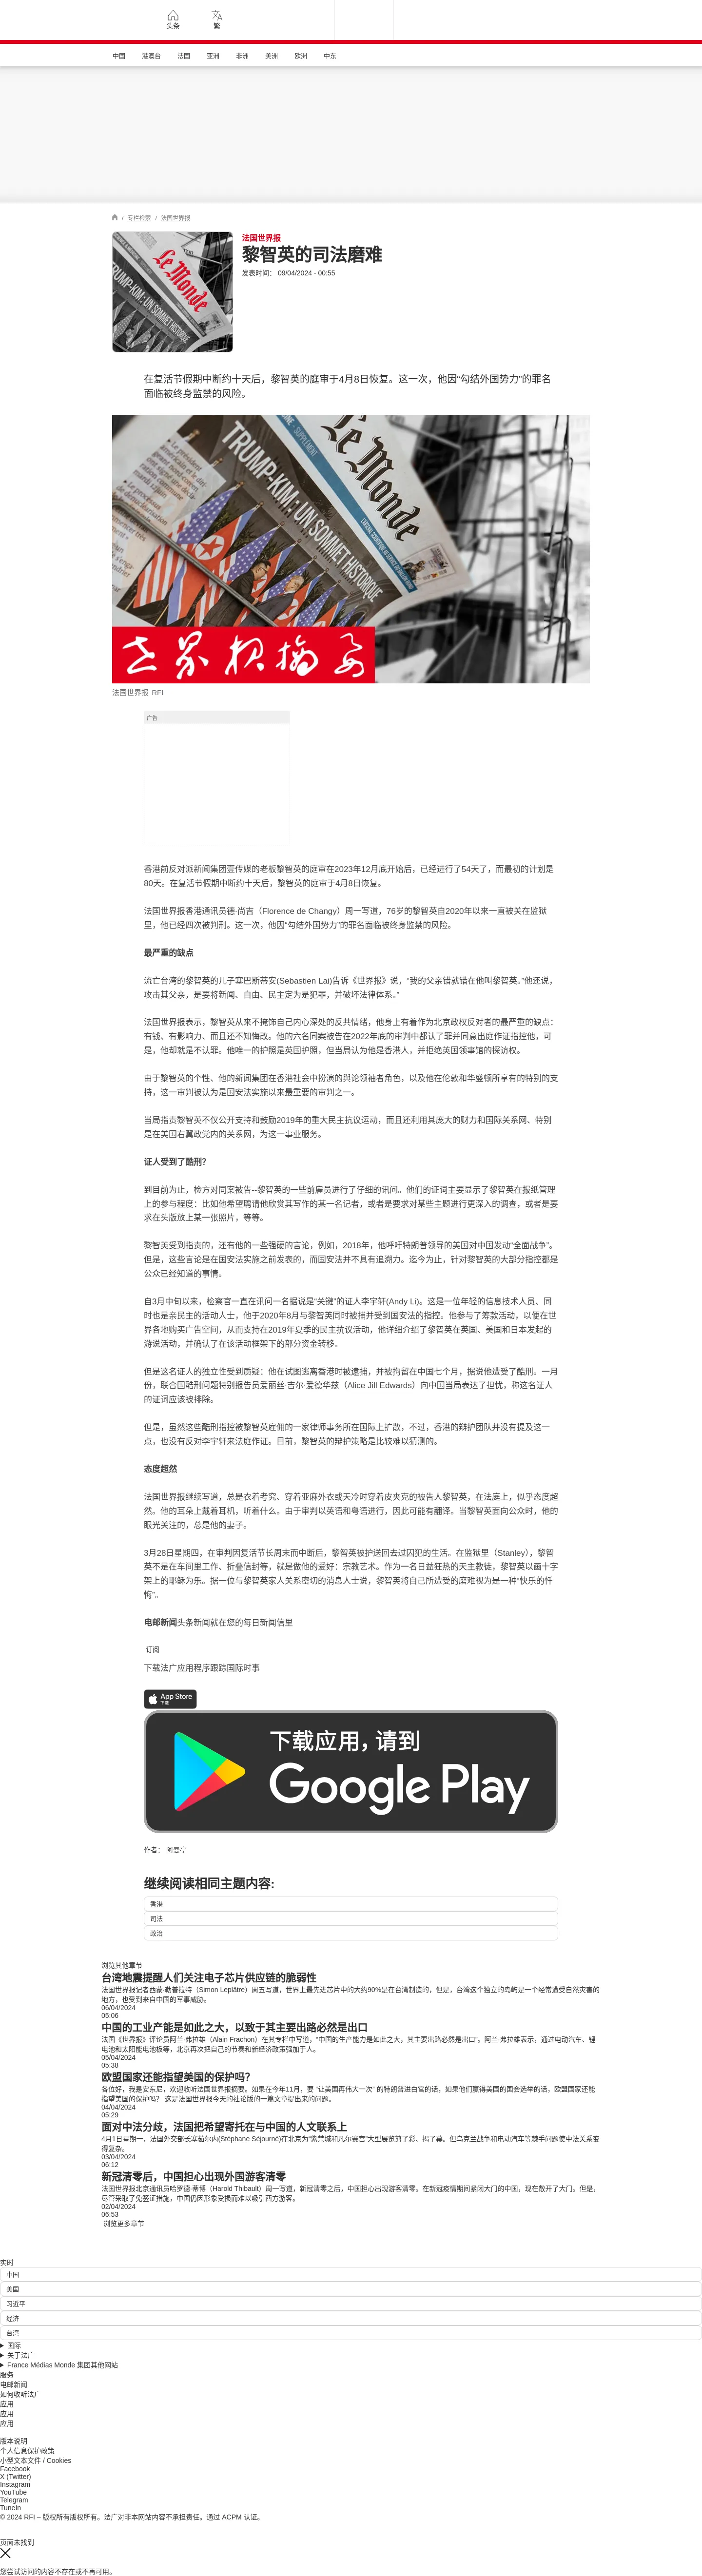 头条
繁
中国 港澳台 法国 亚洲 非洲 美洲 欧洲 中东
/ 专栏检索 / 法国世界报
法国世界报
黎智英的司法磨难
发表时间： 09/04/2024 - 00:55
Le Monde
TRUMP-KIM : UN SOMMET HISTORIQUE
在复活节假期中断约十天后，黎智英的庭审于4月8日恢复。这一次，他因“勾结外国势力”的罪名
面临被终身监禁的风险。
Le Monde
TRUMP-KIM : UN SOMMET HISTORIQUE
世界报摘要
法国世界报 RFI
广告
香港前反对派新闻集团壹传媒的老板黎智英的庭审在2023年12月底开始后，已经进行了54天了，而最初的计划是
80天。在复活节假期中断约十天后，黎智英的庭审于4月8日恢复。
法国世界报香港通讯员德·尚吉（Florence de Changy）周一写道，76岁的黎智英自2020年以来一直被关在监狱
里，他已经四次被判刑。这一次，他因“勾结外国势力”的罪名面临被终身监禁的风险。
最严重的缺点
流亡台湾的黎智英的儿子塞巴斯蒂安(Sebastien Lai)告诉《世界报》说，“我的父亲错就错在他叫黎智英。”他还说，
攻击其父亲，是要将新闻、自由、民主定为是犯罪，并破坏法律体系。”
法国世界报表示，黎智英从来不掩饰自己内心深处的反共情绪，他身上有着作为北京政权反对者的最严重的缺点：
有钱、有影响力、而且还不知悔改。他的六名同案被告在2022年底的审判中都认了罪并同意出庭作证指控他，可
是，他却就是不认罪。他唯一的护照是英国护照，但当局认为他是香港人，并拒绝英国领事馆的探访权。
由于黎智英的个性、他的新闻集团在香港社会中扮演的舆论领袖者角色，以及他在伦敦和华盛顿所享有的特别的支
持，这一审判被认为是国安法实施以来最重要的审判之一。
当局指责黎智英不仅公开支持和鼓励2019年的重大民主抗议运动，而且还利用其庞大的财力和国际关系网、特别
是在美国右翼政党内的关系网，为这一事业服务。
证人受到了酷刑？
到目前为止，检方对同案被告--黎智英的一些前雇员进行了仔细的讯问。他们的证词主要显示了黎智英在报纸管理
上的参与程度：比如他希望聘请他欣赏其写作的某一名记者，或者是要求对某些主题进行更深入的调查，或者是要
求在头版放上某一张照片，等等。
黎智英受到指责的，还有他的一些强硬的言论，例如，2018年，他呼吁特朗普领导的美国对中国发动“全面战争”。
但是，这些言论是在国安法实施之前发表的，而国安法并不具有追溯力。迄今为止，针对黎智英的大部分指控都是
公众已经知道的事情。
自3月中旬以来，检察官一直在讯问一名据说是“关键”的证人李宇轩(Andy Li)。这是一位年轻的信息技术人员、同
时也是亲民主的活动人士，他于2020年8月与黎智英同时被捕并受到国安法的指控。他参与了筹款活动，以便在世
界各地购买广告空间，从而支持在2019年夏季的民主抗议活动，他详细介绍了黎智英在英国、美国和日本发起的
游说活动，并确认了在该活动框架下的部分资金转移。
但是这名证人的独立性受到质疑：他在试图逃离香港时被逮捕，并被拘留在中国七个月，据说他遭受了酷刑。一月
份，联合国酷刑问题特别报告员爱丽丝·吉尔·爱德华兹（Alice Jill Edwards）向中国当局表达了担忧，称这名证人
的证词应该被排除。
但是，虽然这些酷刑指控被黎智英雇佣的一家律师事务所在国际上扩散，不过，香港的辩护团队并没有提及这一
点，也没有反对李宇轩来法庭作证。目前，黎智英的辩护策略是比较难以猜测的。
态度超然
法国世界报继续写道，总是衣着考究、穿着亚麻外衣或天冷时穿着皮夹克的被告人黎智英，在法庭上，似乎态度超
然。他的耳朵上戴着耳机，听着什么。由于审判以英语和粤语进行，因此可能有翻译。当黎智英面向公众时，他的
眼光关注的，总是他的妻子。
3月28日星期四，在审判因复活节长周末而中断后，黎智英被护送回去过囚犯的生活。在监狱里（Stanley），黎智
英不是在车间里工作、折叠信封等，就是做他的爱好：宗教艺术。作为一名日益狂热的天主教徒，黎智英以画十字
架上的耶稣为乐。据一位与黎智英家人关系密切的消息人士说，黎智英将自己所遭受的磨难视为是一种“快乐的忏
悔”。
电邮新闻头条新闻就在您的每日新闻信里
订阅
下载法广应用程序跟踪国际时事
App Store
下载
下载应用，请到
Google Play
作者： 阿曼亭
继续阅读相同主题内容:
香港
司法
政治
浏览其他章节
台湾地震提醒人们关注电子芯片供应链的脆弱性
法国世界报记者西蒙·勒普拉特（Simon Leplâtre）周五写道，世界上最先进芯片中的大约90%是在台湾制造的，但是，台湾这个独立的岛屿是一个经常遭受自然灾害的
地方，也受到来自中国的军事威胁。
06/04/2024
05:06
中国的工业产能是如此之大，以致于其主要出路必然是出口
法国《世界报》评论员阿兰·弗拉雄（Alain Frachon）在其专栏中写道，“中国的生产能力是如此之大，其主要出路必然是出口”。阿兰·弗拉雄表示，通过电动汽车、锂
电池和太阳能电池板等，北京再次把自己的节奏和新经济政策强加于人。
05/04/2024
05:38
欧盟国家还能指望美国的保护吗？
各位好，我是安东尼，欢迎收听法国世界报摘要。如果在今年11月，要 “让美国再伟大一次” 的特朗普进白宫的话，如果他们赢得美国的国会选举的话，欧盟国家还能
指望美国的保护吗？ 这是法国世界报今天的社论版的一篇文章提出来的问题。
04/04/2024
05:29
面对中法分歧，法国把希望寄托在与中国的人文联系上
4月1日星期一，法国外交部长塞茹尔内(Stéphane Séjourné)在北京为“紫禁城和凡尔赛宫”大型展览剪了彩、揭了幕。但乌克兰战争和电动汽车等棘手问题使中法关系变
得复杂。
03/04/2024
06:12
新冠清零后，中国担心出现外国游客清零
法国世界报北京通讯员哈罗德·蒂博（Harold Thibault）周一写道，新冠清零之后，中国担心出现游客清零。在新冠疫情期间紧闭大门的中国，现在敞开了大门。但是，
尽管采取了免签证措施，中国仍因形象受损而难以吸引西方游客。
02/04/2024
06:53
浏览更多章节
实时
中国
美国
习近平
经济
台湾
国际
关于法广
France Médias Monde 集团其他网站
服务
电邮新闻
如何收听法广
应用
应用
应用
版本说明
个人信息保护政策
小型文本文件 / Cookies
Facebook
X (Twitter)
Instagram
YouTube
Telegram
TuneIn
© 2024 RFI – 版权所有版权所有。法广对非本网站内容不承担责任。通过 ACPM 认证。
页面未找到
您尝试访问的内容不存在或不再可用。